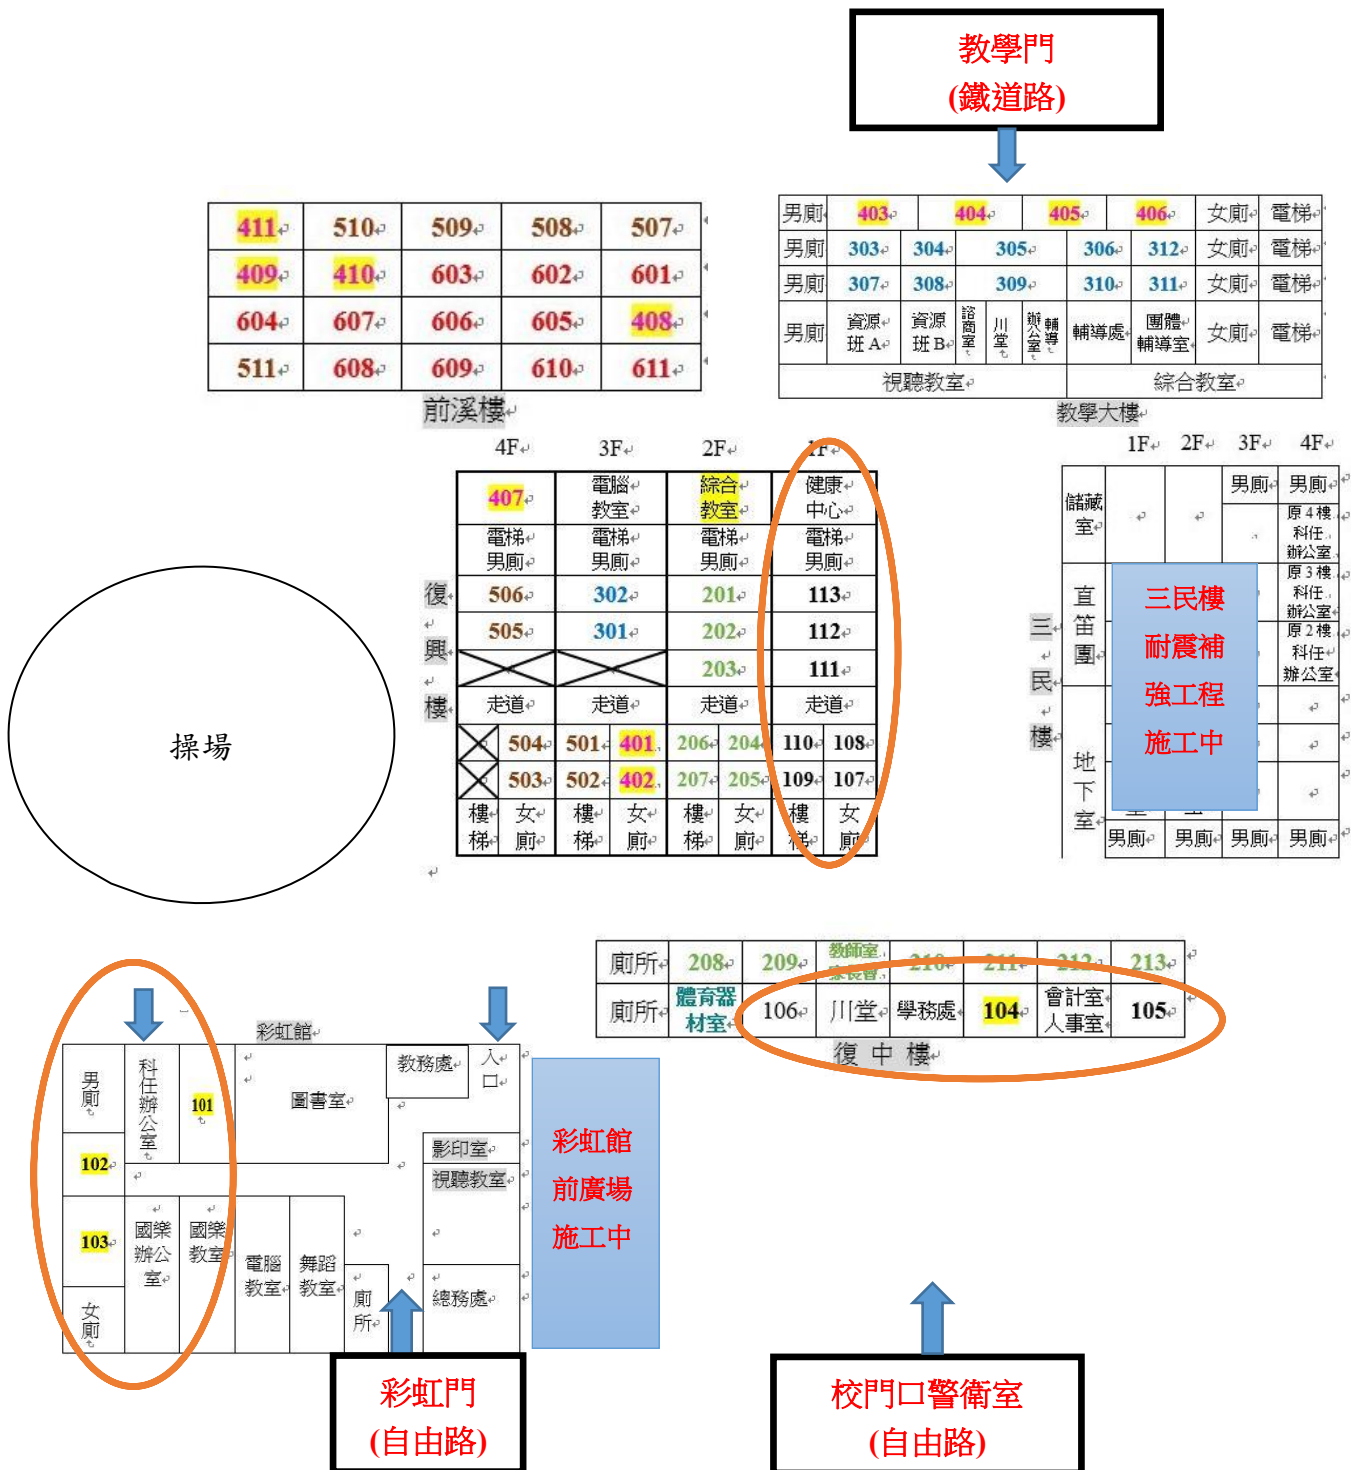 教學門
(鐵道路)
411 510 509 508 507
409 410 603 602 601
604 607 606 605 408
511 608 609 610 611
前溪樓
男廁 403 404 405 406 女廁 電梯
男廁 303 304 305 306 312 女廁 電梯
男廁 307 308 309 310 311 女廁 電梯
男廁 資源班A 資源班B 諮商室 川堂 輔導辦公室 輔導處 團體輔導室 女廁 電梯
視聽教室 綜合教室
教學大樓
4F 3F 2F 1F
407 電腦教室 綜合教室 健康中心
電梯 電梯 電梯 電梯
男廁 男廁 男廁 男廁
506 302 201 113
505 301 202 112
203 111
走道 走道 走道 走道
504 501 401 206 204 110 108
503 502 402 207 205 109 107
樓梯 女廁 樓梯 女廁 樓梯 女廁 樓梯 女廁
復興樓
1F 2F 3F 4F
儲藏室 男廁 男廁
原4樓科任辦公室
直笛團
原3樓科任辦公室
原2樓科任辦公室
地下室
男廁 男廁 男廁 男廁
三民樓
三民樓
耐震補
強工程
施工中
操場
廁所 208 209 教師室 家長會 210 211 212 213
廁所 體育器材室 106 川堂 學務處 104 會計室 人事室 105
復中樓
彩虹館
男廁 科任辦公室 101 圖書室 教務處 入口
102
影印室
視聽教室
103 國樂辦公室 國樂教室 電腦教室 舞蹈教室
女廁 廁所 總務處
彩虹館
前廣場
施工中
彩虹門
(自由路)
校門口警衛室
(自由路)